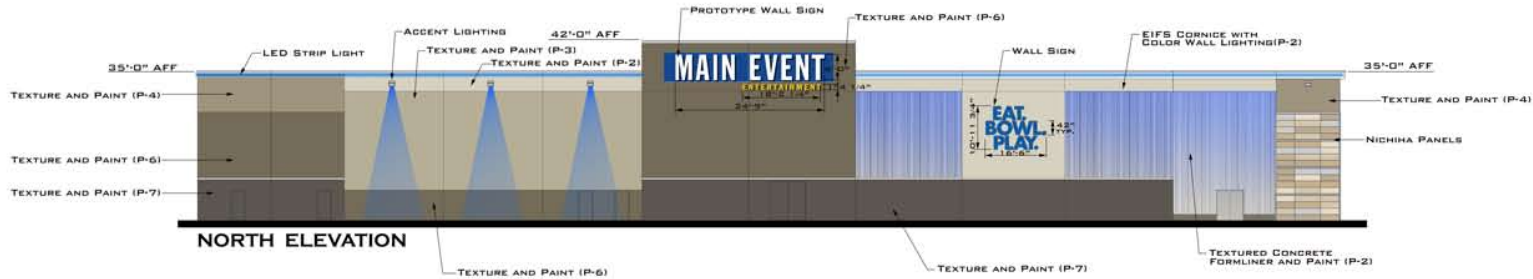 PROTOTYPE WALL SIGN
TEXTURE AND PAINT (P-6)
ACCENT LIGHTING
42'-0" AFF
EIFS CORNICE WITH
COLOR WALL LIGHTING(P-2)
LED STRIP LIGHT
TEXTURE AND PAINT (P-3)
WALL SIGN
TEXTURE AND PAINT (P-2)
35'-0" AFF
35'-0" AFF
MAIN EVENT
ENTERTAINMENT
TEXTURE AND PAINT (P-4)
TEXTURE AND PAINT (P-4)
EAT.
BOWL.
PLAY.
42"
TYP.
16'-8"
NICHIHA PANELS
TEXTURE AND PAINT (P-6)
TEXTURE AND PAINT (P-7)
NORTH ELEVATION
TEXTURED CONCRETE
FORMLINER AND PAINT (P-2)
TEXTURE AND PAINT (P-6)
TEXTURE AND PAINT (P-7)